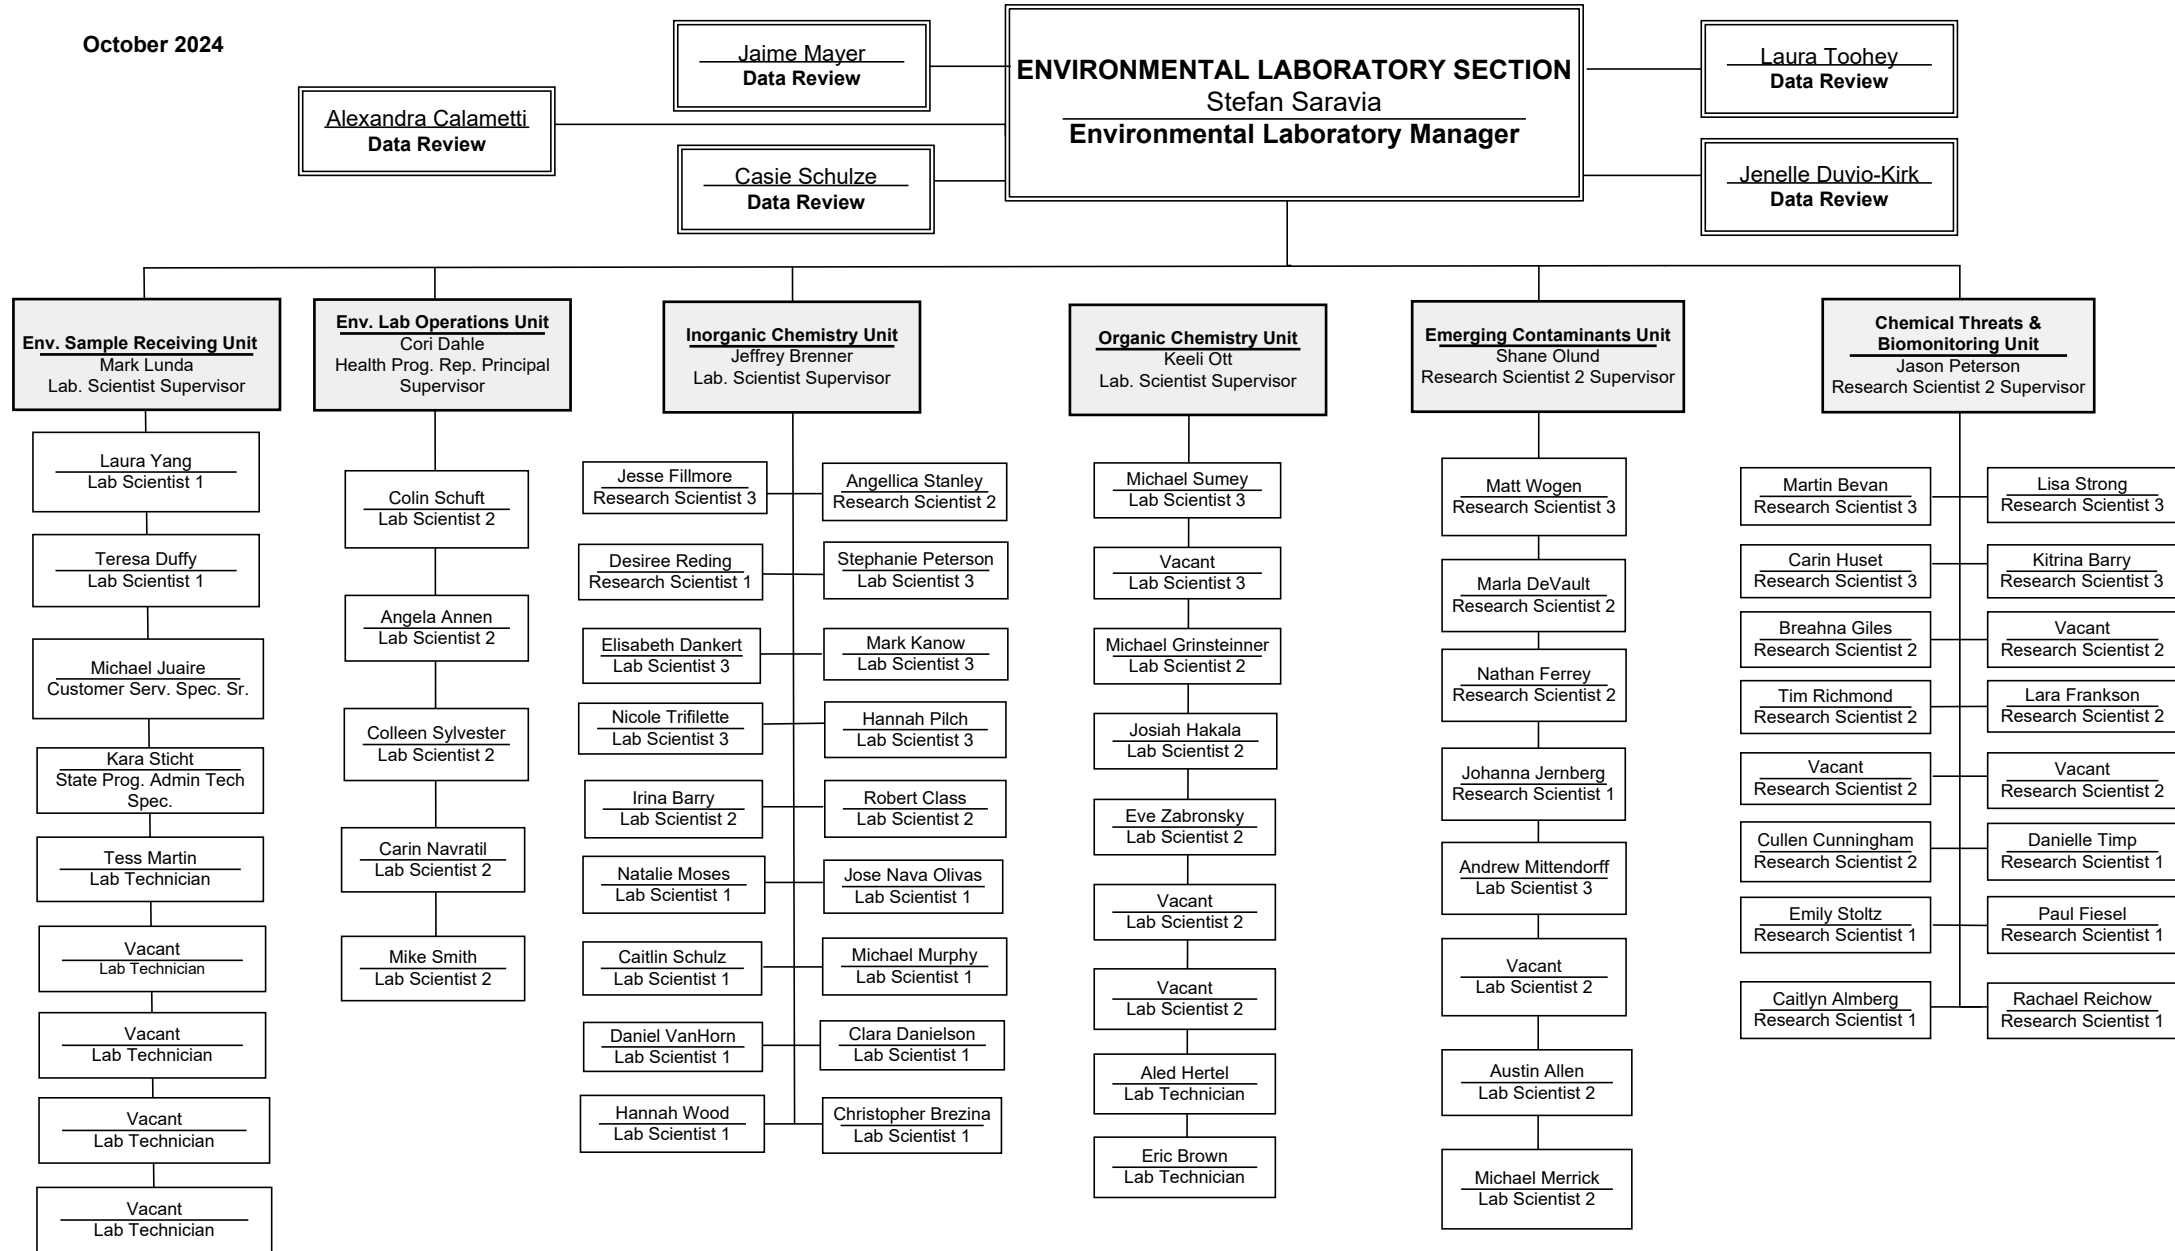 October 2024
Jaime Mayer
Data Review
Alexandra Calametti
Data Review
Casie Schulze
Data Review
ENVIRONMENTAL LABORATORY SECTION
Stefan Saravia
Environmental Laboratory Manager
Laura Toohey
Data Review
Jenelle Duvio-Kirk
Data Review
Env. Sample Receiving Unit
Mark Lunda
Lab. Scientist Supervisor
Laura Yang
Lab Scientist 1
Teresa Duffy
Lab Scientist 1
Michael Juaire
Customer Serv. Spec. Sr.
Kara Sticht
State Prog. Admin Tech
Spec.
Tess Martin
Lab Technician
Vacant
Lab Technician
Vacant
Lab Technician
Vacant
Lab Technician
Vacant
Lab Technician
Env. Lab Operations Unit
Cori Dahle
Health Prog. Rep. Principal
Supervisor
Colin Schuft
Lab Scientist 2
Angela Annen
Lab Scientist 2
Colleen Sylvester
Lab Scientist 2
Carin Navratil
Lab Scientist 2
Mike Smith
Lab Scientist 2
Inorganic Chemistry Unit
Jeffrey Brenner
Lab. Scientist Supervisor
Jesse Fillmore
Research Scientist 3
Angellica Stanley
Research Scientist 2
Desiree Reding
Research Scientist 1
Stephanie Peterson
Lab Scientist 3
Elisabeth Dankert
Lab Scientist 3
Mark Kanow
Lab Scientist 3
Nicole Trifilette
Lab Scientist 3
Hannah Pilch
Lab Scientist 3
Irina Barry
Lab Scientist 2
Robert Class
Lab Scientist 2
Natalie Moses
Lab Scientist 1
Jose Nava Olivas
Lab Scientist 1
Caitlin Schulz
Lab Scientist 1
Michael Murphy
Lab Scientist 1
Daniel VanHorn
Lab Scientist 1
Clara Danielson
Lab Scientist 1
Hannah Wood
Lab Scientist 1
Christopher Brezina
Lab Scientist 1
Organic Chemistry Unit
Keeli Ott
Lab. Scientist Supervisor
Michael Sumey
Lab Scientist 3
Vacant
Lab Scientist 3
Michael Grinsteinner
Lab Scientist 2
Josiah Hakala
Lab Scientist 2
Eve Zabronsky
Lab Scientist 2
Vacant
Lab Scientist 2
Vacant
Lab Scientist 2
Aled Hertel
Lab Technician
Eric Brown
Lab Technician
Emerging Contaminants Unit
Shane Olund
Research Scientist 2 Supervisor
Matt Wogen
Research Scientist 3
Marla DeVault
Research Scientist 2
Nathan Ferrey
Research Scientist 2
Johanna Jernberg
Research Scientist 1
Andrew Mittendorff
Lab Scientist 3
Vacant
Lab Scientist 2
Austin Allen
Lab Scientist 2
Michael Merrick
Lab Scientist 2
Chemical Threats &
Biomonitoring Unit
Jason Peterson
Research Scientist 2 Supervisor
Martin Bevan
Research Scientist 3
Lisa Strong
Research Scientist 3
Carin Huset
Research Scientist 3
Kitrina Barry
Research Scientist 3
Breahna Giles
Research Scientist 2
Vacant
Research Scientist 2
Tim Richmond
Research Scientist 2
Lara Frankson
Research Scientist 2
Vacant
Research Scientist 2
Vacant
Research Scientist 2
Cullen Cunningham
Research Scientist 2
Danielle Timp
Research Scientist 1
Emily Stoltz
Research Scientist 1
Paul Fiesel
Research Scientist 1
Caitlyn Almberg
Research Scientist 1
Rachael Reichow
Research Scientist 1